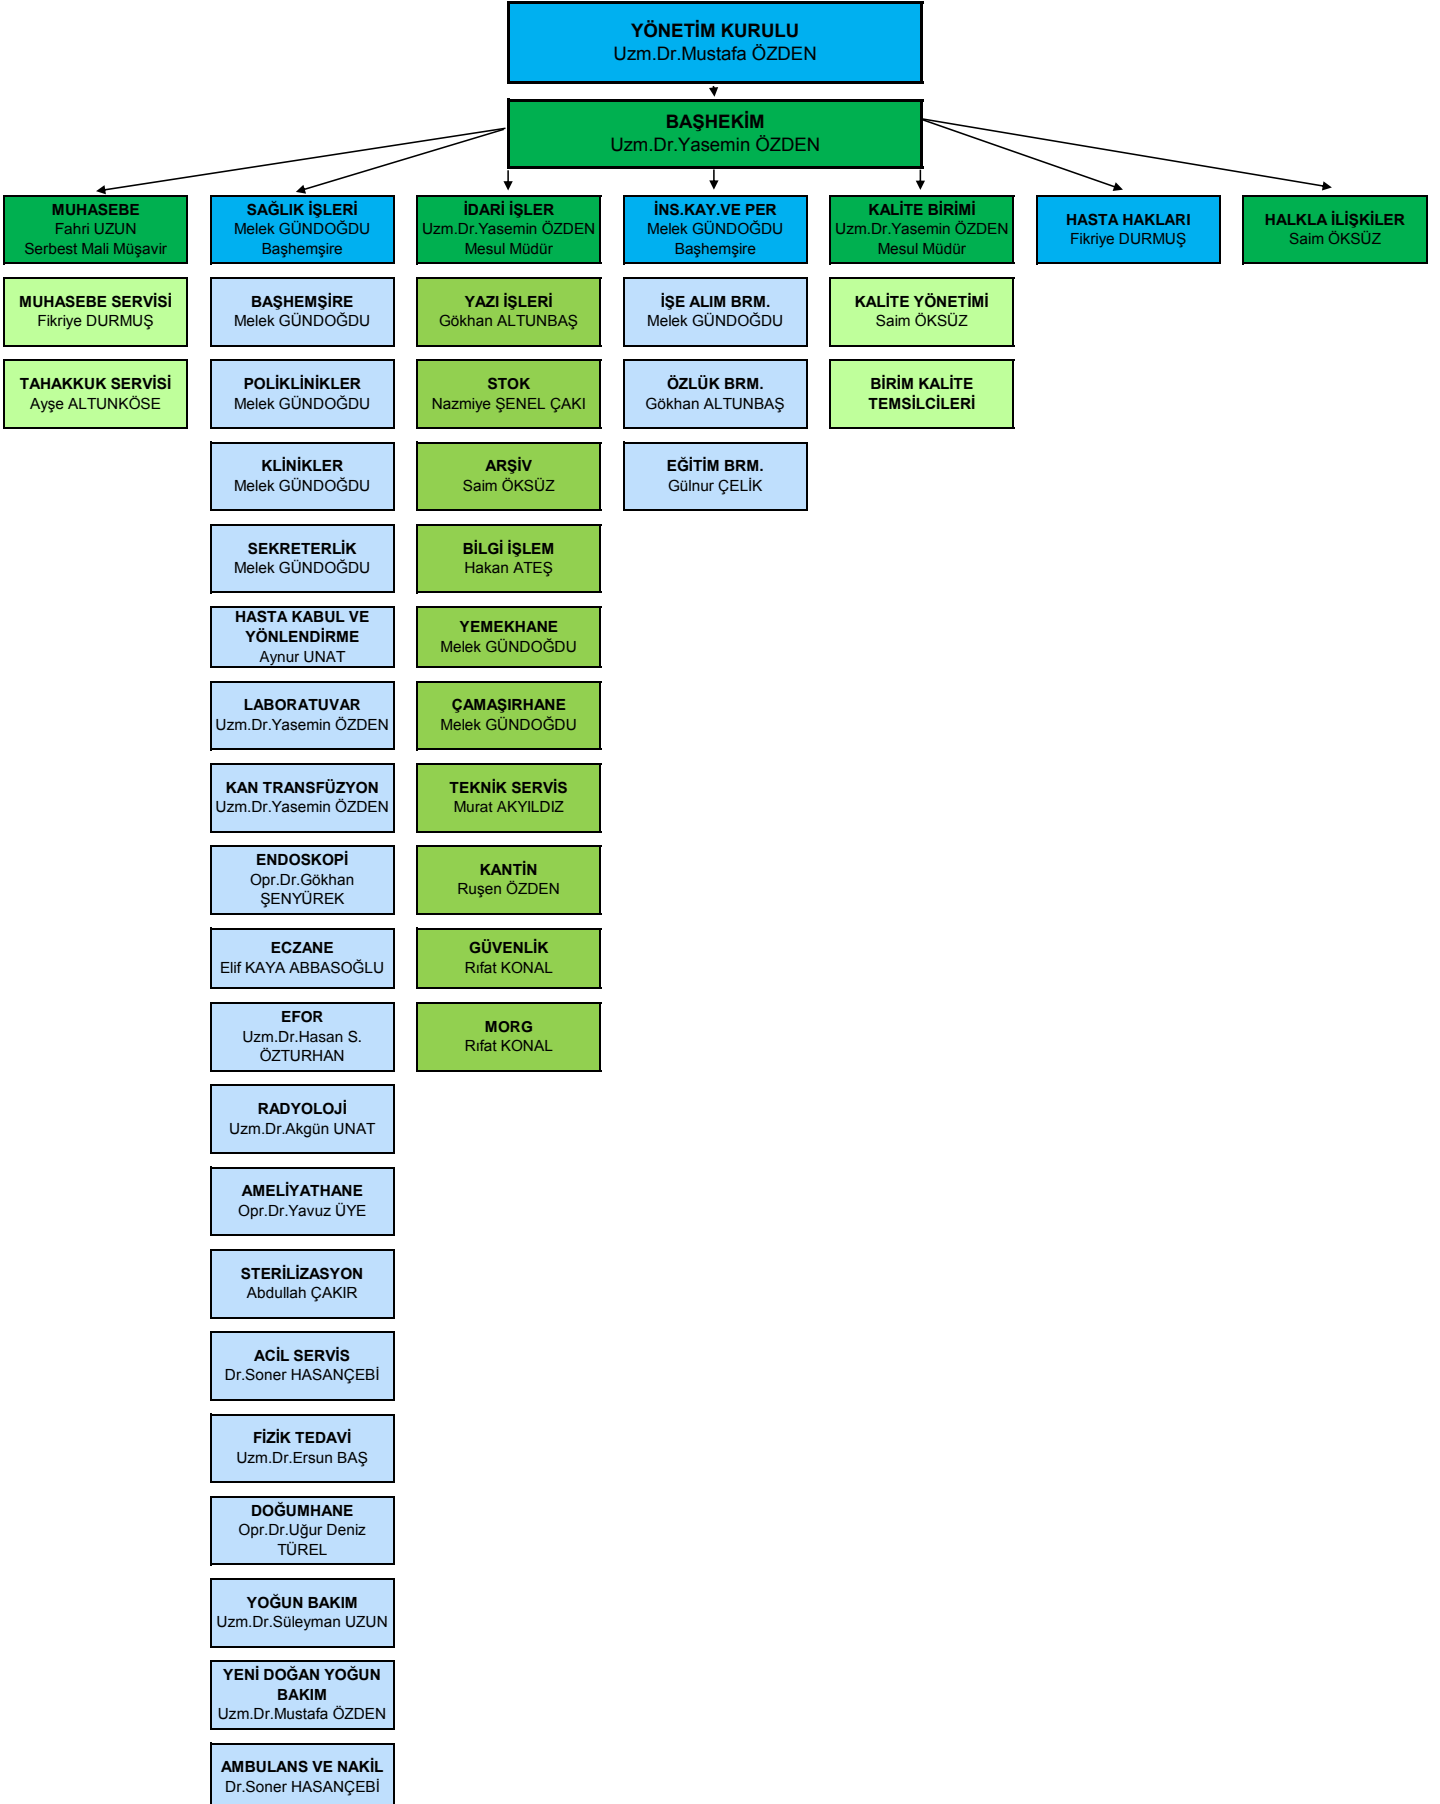 YÖNETİM KURULU
Uzm.Dr.Mustafa ÖZDEN
BAŞHEKİM
Uzm.Dr.Yasemin ÖZDEN
MUHASEBE
Fahri UZUN
Serbest Mali Müşavir
SAĞLIK İŞLERİ
Melek GÜNDOĞDU
Başhemşire
İDARİ İŞLER
Uzm.Dr.Yasemin ÖZDEN
Mesul Müdür
İNS.KAY.VE PER
Melek GÜNDOĞDU
Başhemşire
KALİTE BİRİMİ
Uzm.Dr.Yasemin ÖZDEN
Mesul Müdür
HASTA HAKLARI
Fikriye DURMUŞ
HALKLA İLİŞKİLER
Saim ÖKSÜZ
MUHASEBE SERVİSİ
Fikriye DURMUŞ
BAŞHEMŞİRE
Melek GÜNDOĞDU
YAZI İŞLERİ
Gökhan ALTUNBAŞ
İŞE ALIM BRM.
Melek GÜNDOĞDU
KALİTE YÖNETİMİ
Saim ÖKSÜZ
TAHAKKUK SERVİSİ
Ayşe ALTUNKÖSE
POLİKLİNİKLER
Melek GÜNDOĞDU
STOK
Nazmiye ŞENEL ÇAKI
ÖZLÜK BRM.
Gökhan ALTUNBAŞ
BİRİM KALİTE
TEMSİLCİLERİ
KLİNİKLER
Melek GÜNDOĞDU
ARŞİV
Saim ÖKSÜZ
EĞİTİM BRM.
Gülnur ÇELİK
SEKRETERLİK
Melek GÜNDOĞDU
BİLGİ İŞLEM
Hakan ATEŞ
HASTA KABUL VE
YÖNLENDİRME
Aynur UNAT
YEMEKHANE
Melek GÜNDOĞDU
LABORATUVAR
Uzm.Dr.Yasemin ÖZDEN
ÇAMAŞIRHANE
Melek GÜNDOĞDU
KAN TRANSFÜZYON
Uzm.Dr.Yasemin ÖZDEN
TEKNİK SERVİS
Murat AKYILDIZ
ENDOSKOPİ
Opr.Dr.Gökhan
ŞENYÜREK
KANTİN
Ruşen ÖZDEN
ECZANE
Elif KAYA ABBASOĞLU
GÜVENLİK
Rıfat KONAL
EFOR
Uzm.Dr.Hasan S.
ÖZTURHAN
MORG
Rıfat KONAL
RADYOLOJİ
Uzm.Dr.Akgün UNAT
AMELİYATHANE
Opr.Dr.Yavuz ÜYE
STERİLİZASYON
Abdullah ÇAKIR
ACİL SERVİS
Dr.Soner HASANÇEBİ
FİZİK TEDAVİ
Uzm.Dr.Ersun BAŞ
DOĞUMHANE
Opr.Dr.Uğur Deniz
TÜREL
YOĞUN BAKIM
Uzm.Dr.Süleyman UZUN
YENİ DOĞAN YOĞUN
BAKIM
Uzm.Dr.Mustafa ÖZDEN
AMBULANS VE NAKİL
Dr.Soner HASANÇEBİ